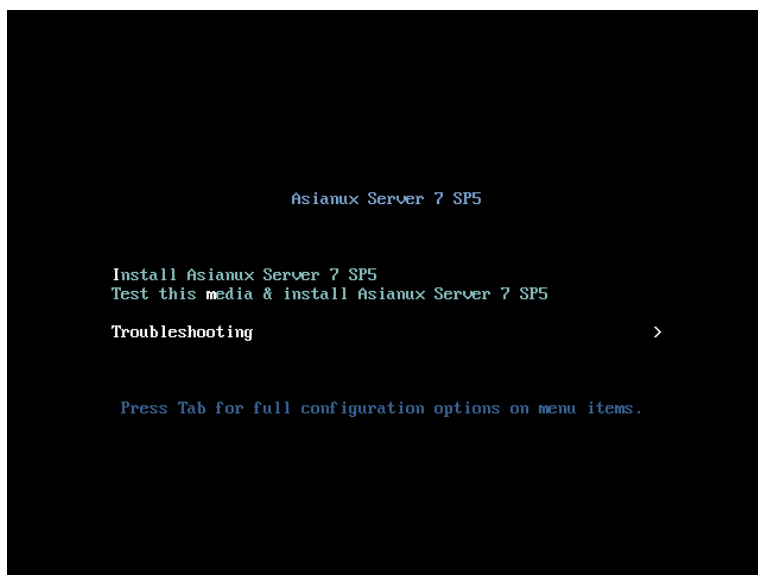 Asianux Server 7 SP5
Install Asianux Server 7 SP5
Test this media & install Asianux Server 7 SP5
Troubleshooting >
Press Tab for full configuration options on menu items.